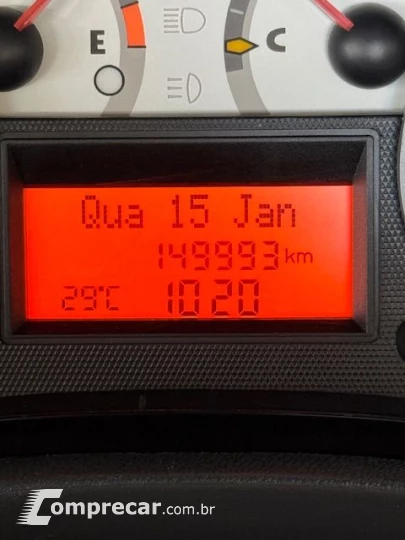 E C
Qua 15 Jan
149993 km
29°C 10 20
Comprecar.com.br